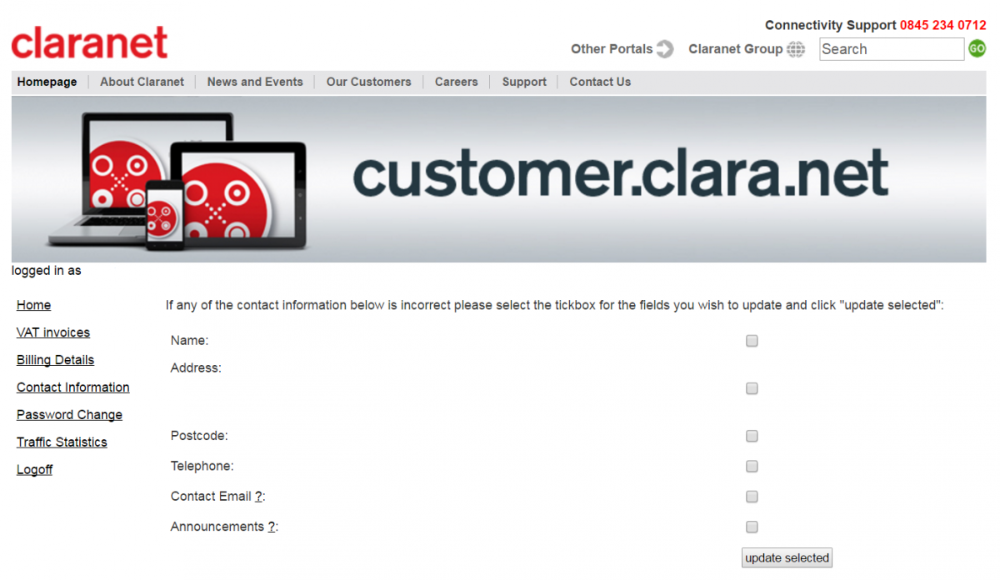 claranet
Connectivity Support 0845 234 0712
Other Portals Claranet Group Search GO
Homepage About Claranet News and Events Our Customers Careers Support Contact Us
customer.clara.net
logged in as
Home
VAT invoices
Billing Details
Contact Information
Password Change
Traffic Statistics
Logoff
If any of the contact information below is incorrect please select the tickbox for the fields you wish to update and click "update selected":
Name:
Address:
Postcode:
Telephone:
Contact Email ?:
Announcements ?:
update selected